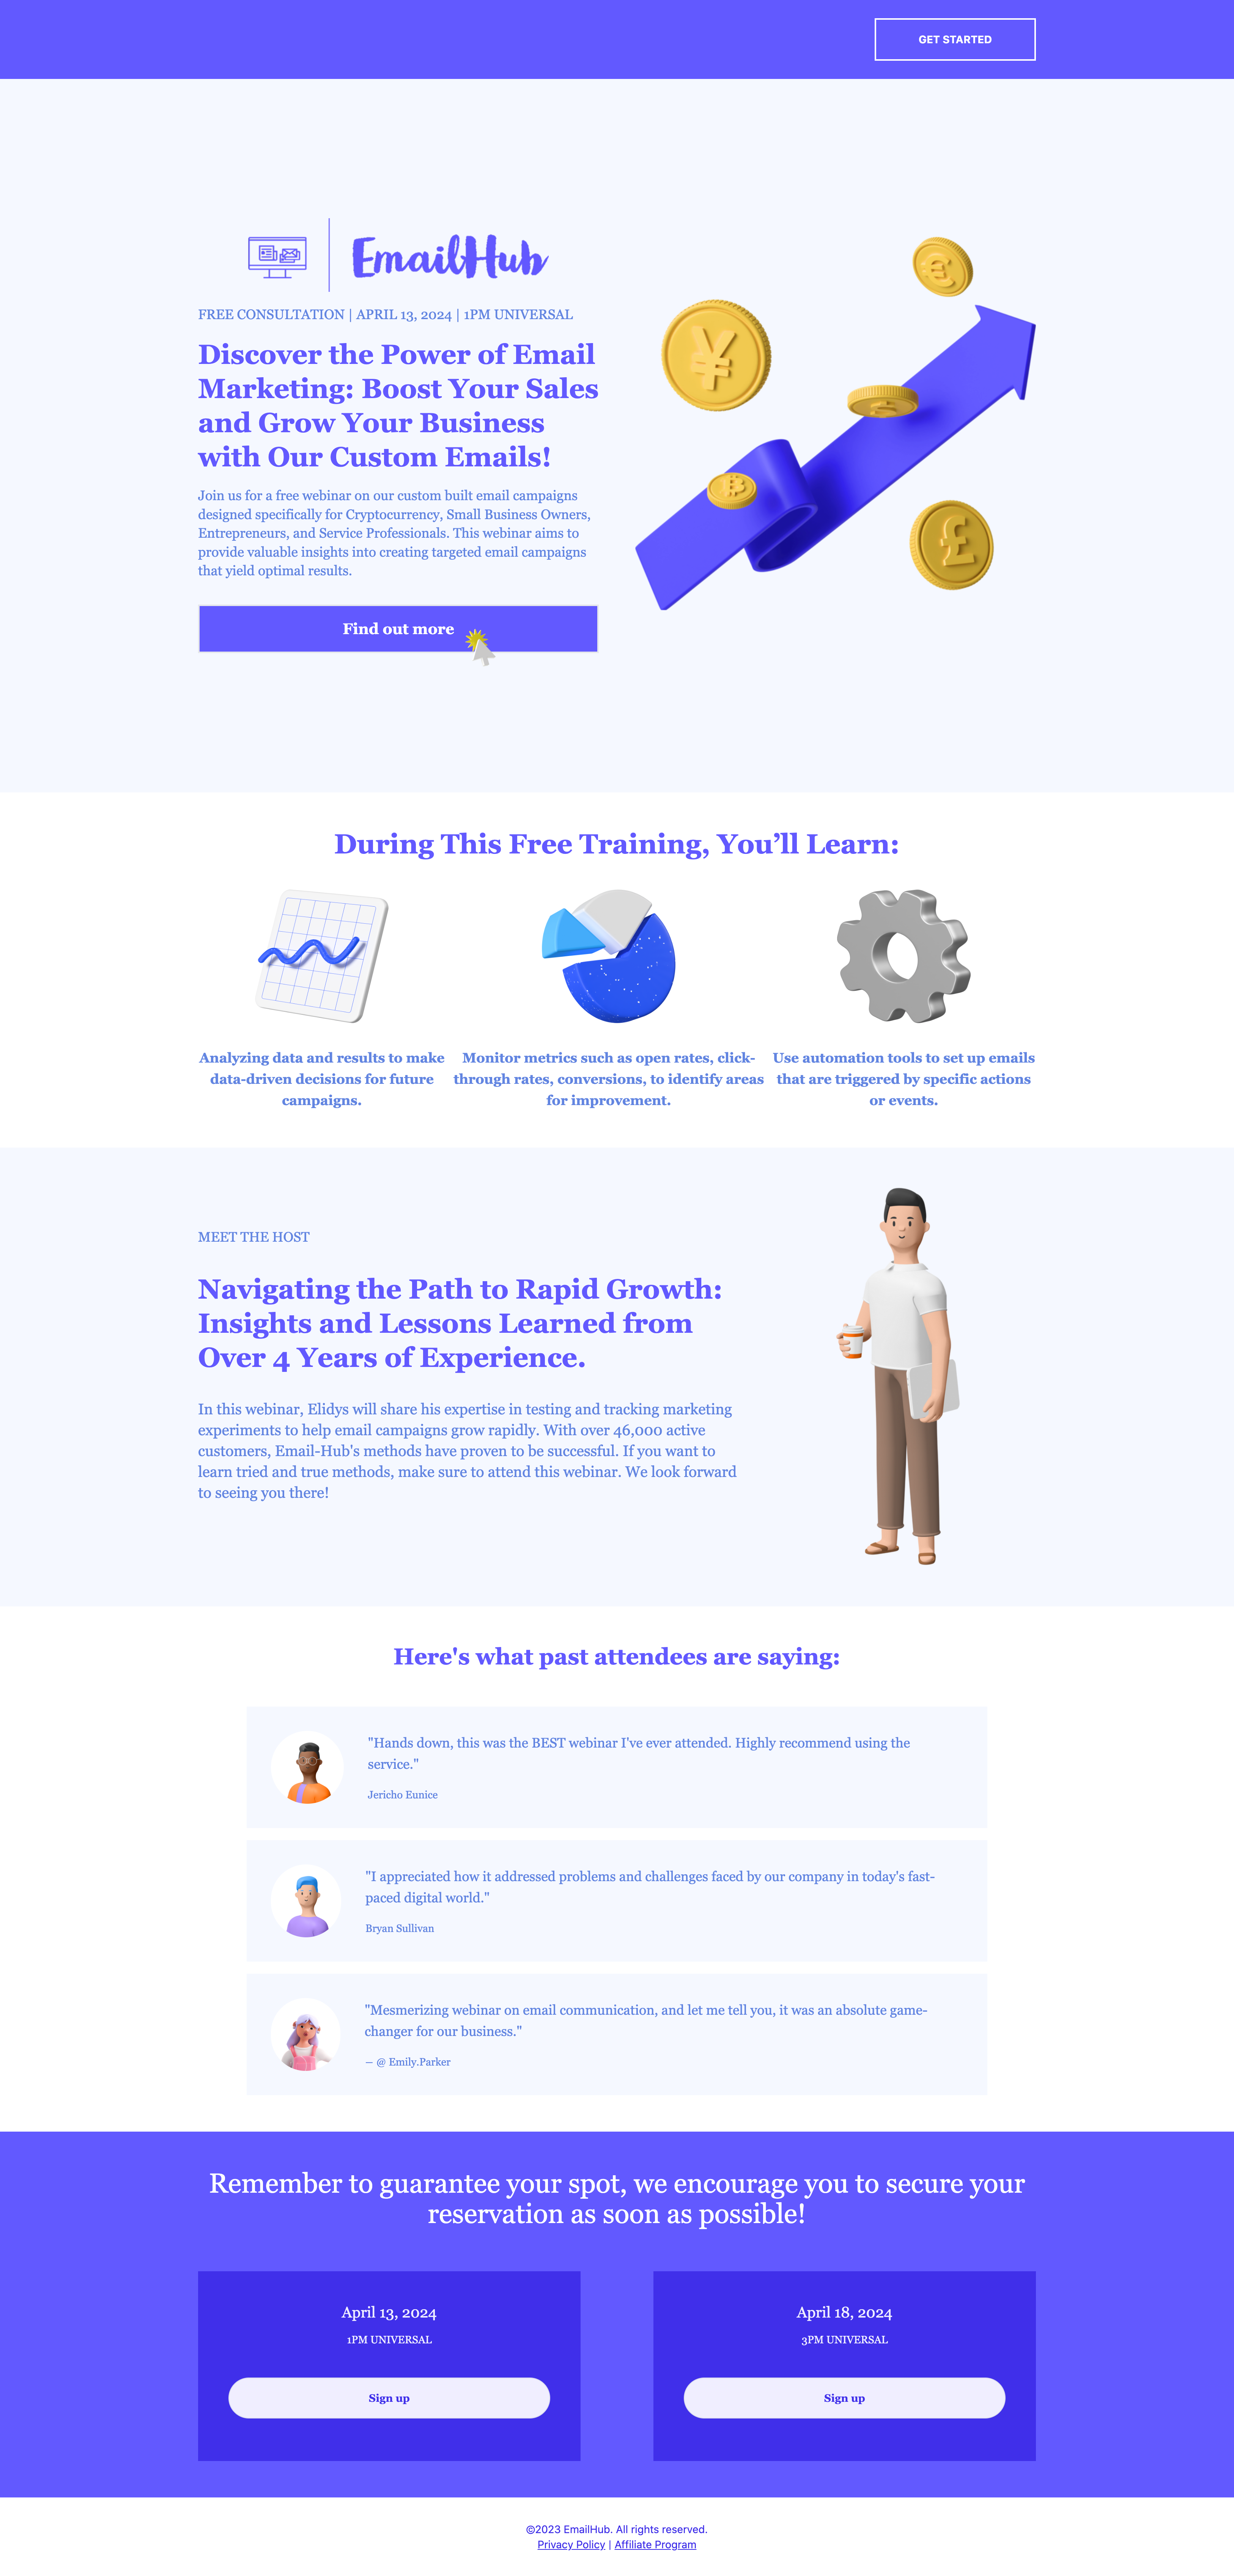 GET STARTED
EmailHub
FREE CONSULTATION | APRIL 13, 2024 | 1PM UNIVERSAL
Discover the Power of Email
Marketing: Boost Your Sales
and Grow Your Business
with Our Custom Emails!
Join us for a free webinar on our custom built email campaigns
designed specifically for Cryptocurrency, Small Business Owners,
Entrepreneurs, and Service Professionals. This webinar aims to
provide valuable insights into creating targeted email campaigns
that yield optimal results.
Find out more
During This Free Training, You’ll Learn:
Analyzing data and results to make
data-driven decisions for future
campaigns.
Monitor metrics such as open rates, click-
through rates, conversions, to identify areas
for improvement.
Use automation tools to set up emails
that are triggered by specific actions
or events.
MEET THE HOST
Navigating the Path to Rapid Growth:
Insights and Lessons Learned from
Over 4 Years of Experience.
In this webinar, Elidys will share his expertise in testing and tracking marketing
experiments to help email campaigns grow rapidly. With over 46,000 active
customers, Email-Hub's methods have proven to be successful. If you want to
learn tried and true methods, make sure to attend this webinar. We look forward
to seeing you there!
Here's what past attendees are saying:
"Hands down, this was the BEST webinar I've ever attended. Highly recommend using the
service."
Jericho Eunice
"I appreciated how it addressed problems and challenges faced by our company in today's fast-
paced digital world."
Bryan Sullivan
"Mesmerizing webinar on email communication, and let me tell you, it was an absolute game-
changer for our business."
— @ Emily.Parker
Remember to guarantee your spot, we encourage you to secure your
reservation as soon as possible!
April 13, 2024
1PM UNIVERSAL
Sign up
April 18, 2024
3PM UNIVERSAL
Sign up
©2023 EmailHub. All rights reserved.
Privacy Policy | Affiliate Program